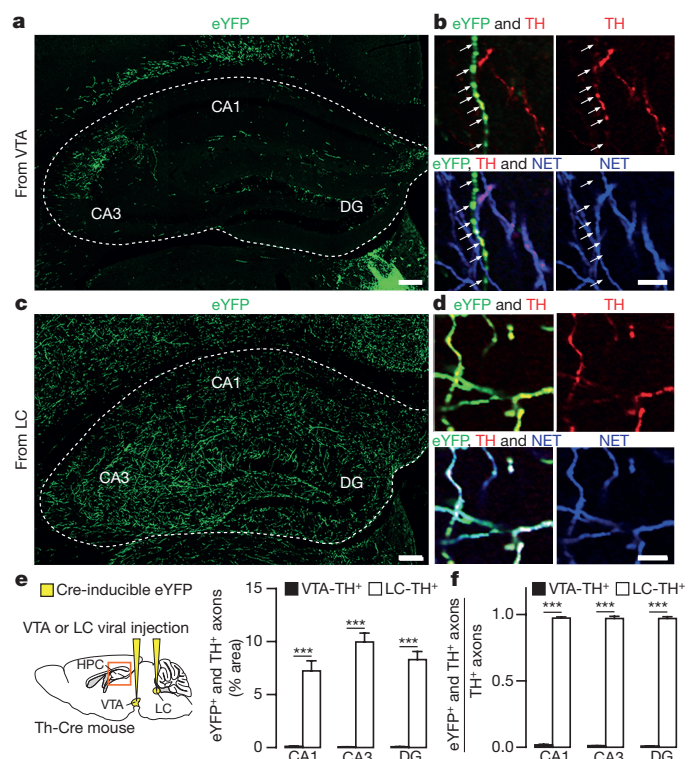 a
eYFP
From VTA
CA1
CA3
DG
b
eYFP and TH
TH
eYFP, TH and NET
NET
c
eYFP
From LC
CA1
CA3
DG
d
eYFP and TH
TH
eYFP, TH and NET
NET
e
Cre-inducible eYFP
VTA or LC viral injection
HPC
VTA
LC
Th-Cre mouse
eYFP⁺ and TH⁺ axons
(% area)
15
10
5
0
VTA-TH⁺ LC-TH⁺
***
***
***
CA1 CA3 DG
f
eYFP⁺ and TH⁺ axons
TH⁺ axons
1.0
0.5
0
VTA-TH⁺ LC-TH⁺
***
***
***
CA1 CA3 DG